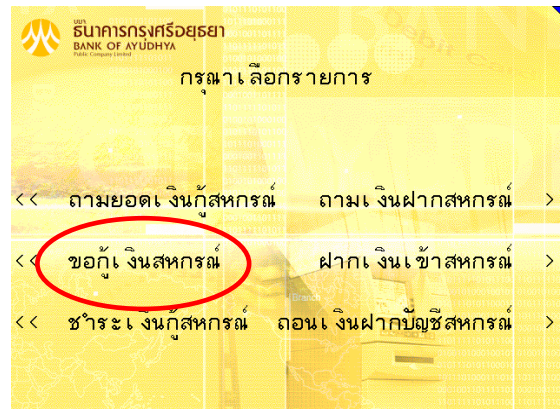 บมจ.
ธนาคารกรุงศรีอยุธยา
BANK OF AYUDHYA
Public Company Limited
กรุณาเลือกรายการ
<< ถามยอดเงินกู้สหกรณ์ ถามเงินฝากสหกรณ์ >
<< ขอกู้เงินสหกรณ์ ฝากเงินเข้าสหกรณ์ >
<< ชำระเงินกู้สหกรณ์ ถอนเงินฝากบัญชีสหกรณ์ >